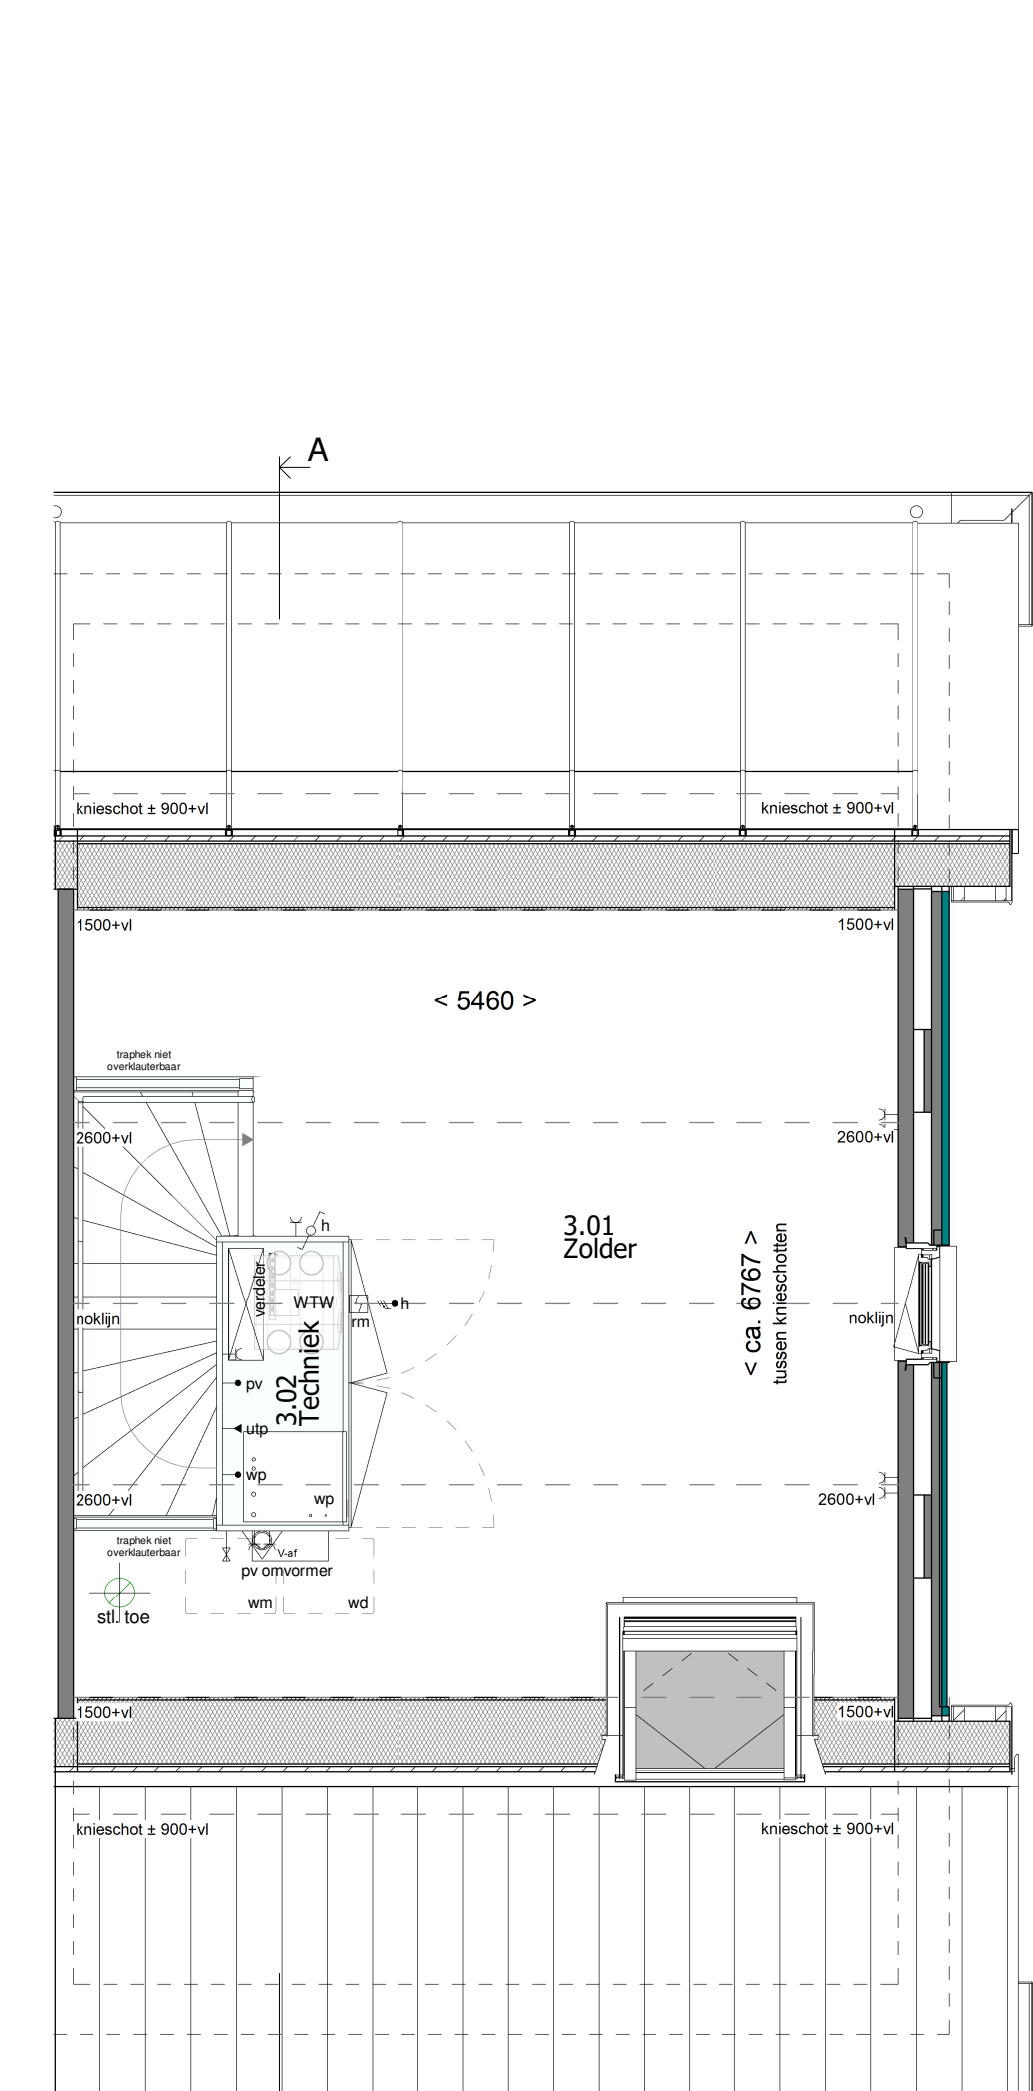 A
knieschot ± 900+vl
knieschot ± 900+vl
1500+vl
1500+vl
< 5460 >
traphek niet
overklauterbaar
2600+vl
2600+vl
3.01
Zolder
h
< ca. 6767 >
tussen knieschotten
verdeler
WTW
h
rm
noklijn
noklijn
3.02
Techniek
pv
utp
wp
wp
2600+vl
2600+vl
traphek niet
overklauterbaar
V-af
pv omvormer
wm
wd
stl. toe
1500+vl
1500+vl
knieschot ± 900+vl
knieschot ± 900+vl